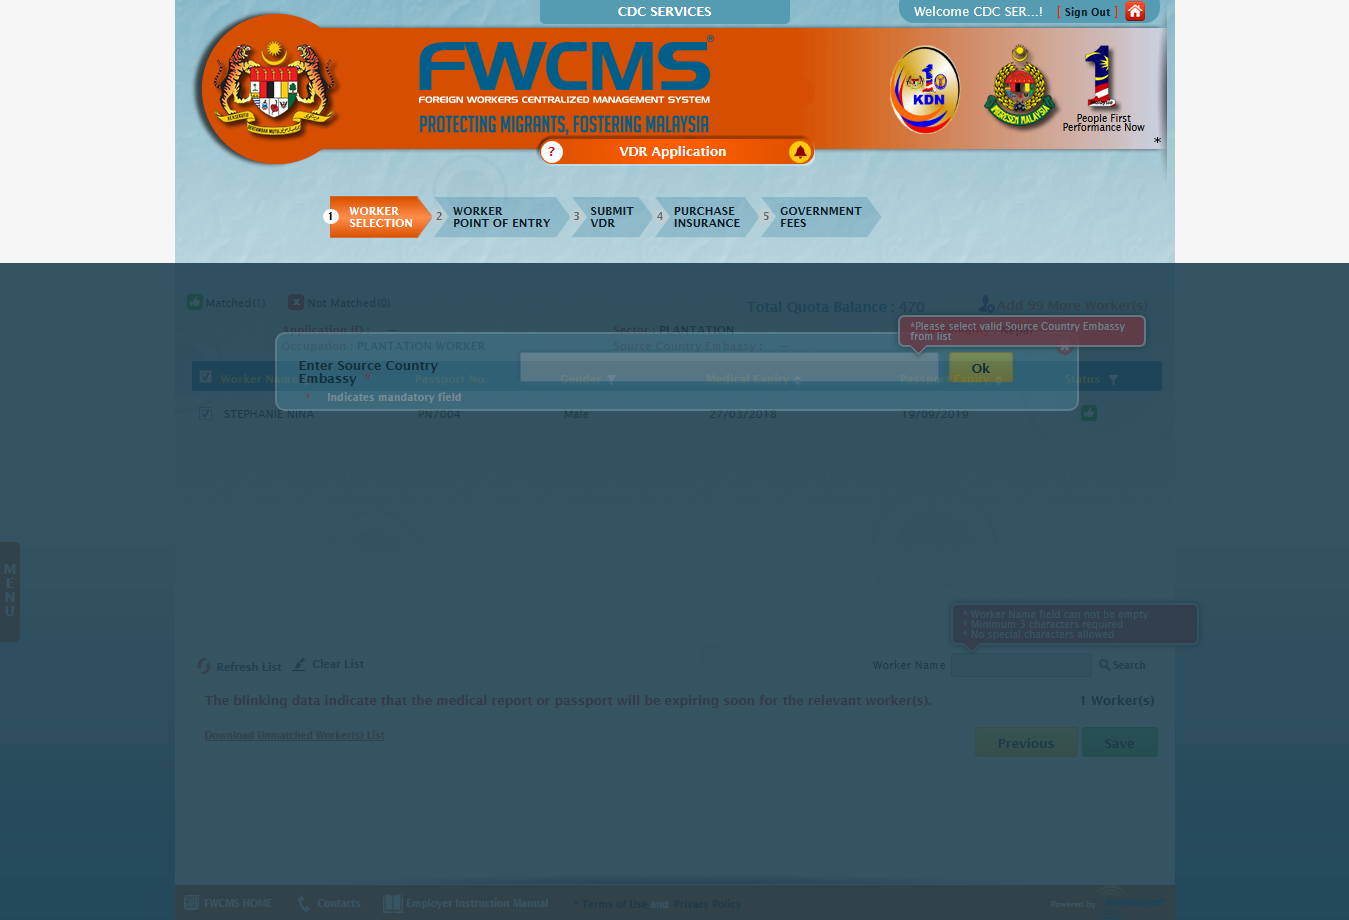 CDC SERVICES
Welcome CDC SER...! [ Sign Out ]
FWCMS®
FOREIGN WORKERS CENTRALIZED MANAGEMENT SYSTEM
PROTECTING MIGRANTS, FOSTERING MALAYSIA
KDN
IMIGRESEN MALAYSIA
People First
Performance Now
*
? VDR Application
1 WORKER SELECTION
2 WORKER POINT OF ENTRY
3 SUBMIT VDR
4 PURCHASE INSURANCE
5 GOVERNMENT FEES
Matched(1) Not Matched(0)
Total Quota Balance : 470
Add 99 More Worker(s)
Application ID : --
Sector : PLANTATION
*Please select valid Source Country Embassy
from list
Occupation : PLANTATION WORKER
Source Country Embassy : --
Enter Source Country
Embassy *
Ok
* Indicates mandatory field
Worker Name Passport No. Gender Medical Expiry Passport Expiry Status
STEPHANIE NINA PN7004 Male 27/03/2018 19/09/2019
MENU
* Worker Name field can not be empty.
* Minimum 3 characters required
* No special characters allowed
Refresh List Clear List
Worker Name Search
The blinking data indicate that the medical report or passport will be expiring soon for the relevant worker(s).
1 Worker(s)
Download Unmatched Worker(s) List
Previous Save
FWCMS HOME Contacts Employer Instruction Manual * Terms of Use and Privacy Policy
Powered by